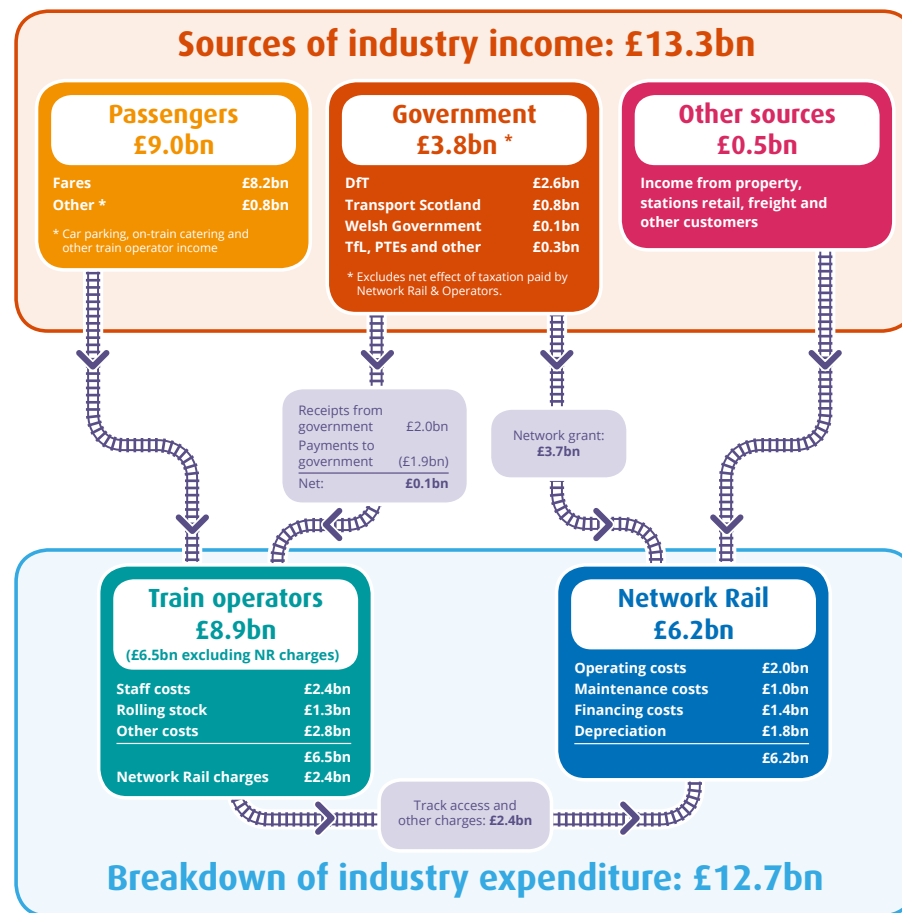 Sources of industry income: £13.3bn
Passengers
£9.0bn
Fares £8.2bn
Other * £0.8bn
* Car parking, on-train catering and
other train operator income
Government
£3.8bn *
DfT £2.6bn
Transport Scotland £0.8bn
Welsh Government £0.1bn
TfL, PTEs and other £0.3bn
* Excludes net effect of taxation paid by
Network Rail & Operators.
Other sources
£0.5bn
Income from property,
stations retail, freight and
other customers
Receipts from
government £2.0bn
Payments to
government (£1.9bn)
Net: £0.1bn
Network grant:
£3.7bn
Train operators
£8.9bn
(£6.5bn excluding NR charges)
Staff costs £2.4bn
Rolling stock £1.3bn
Other costs £2.8bn
£6.5bn
Network Rail charges £2.4bn
Network Rail
£6.2bn
Operating costs £2.0bn
Maintenance costs £1.0bn
Financing costs £1.4bn
Depreciation £1.8bn
£6.2bn
Track access and
other charges: £2.4bn
Breakdown of industry expenditure: £12.7bn